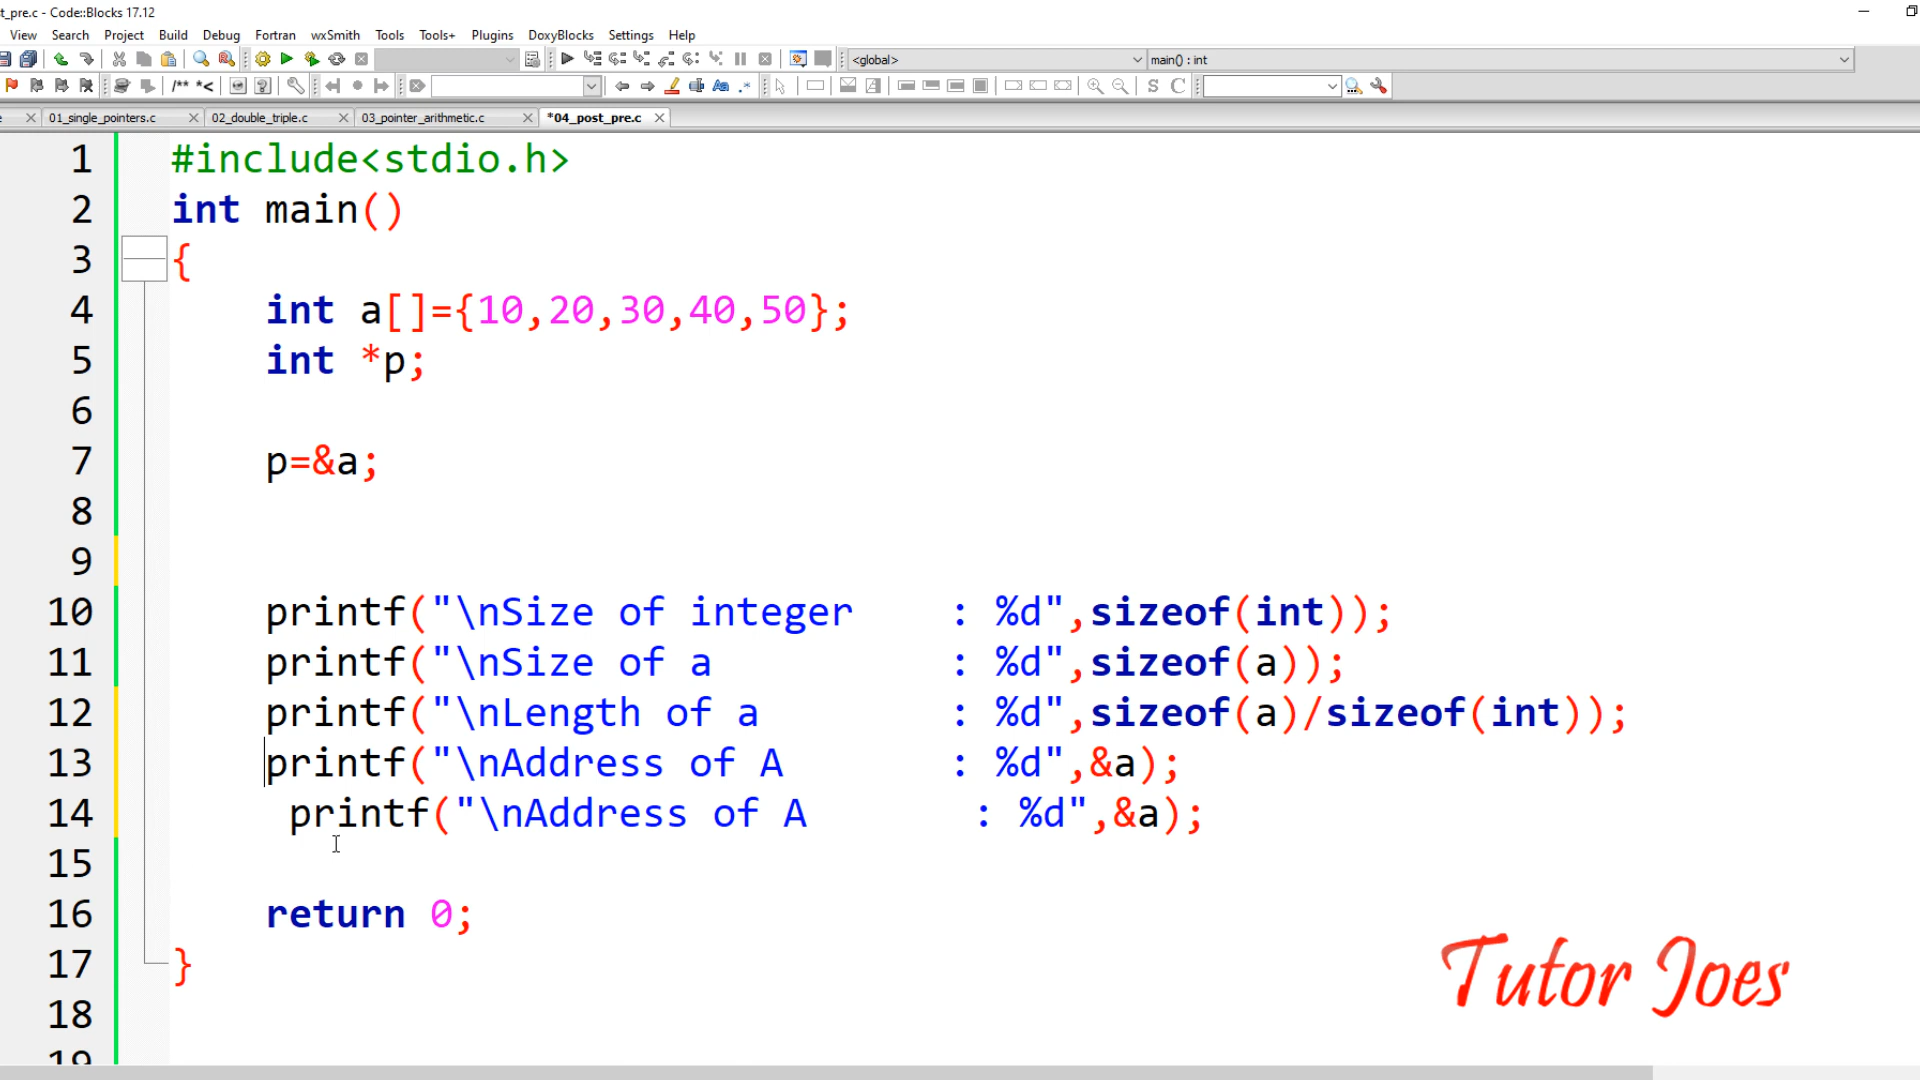 t_pre.c - Code::Blocks 17.12
View Search Project Build Debug Fortran wxSmith Tools Tools+ Plugins DoxyBlocks Settings Help
<global> main() : int
/** *< Aa .* S C
01_single_pointers.c 02_double_triple.c 03_pointer_arithmetic.c *04_post_pre.c
1 #include<stdio.h>
2 int main()
3 {
4 int a[]={10,20,30,40,50};
5 int *p;
6
7 p=&a;
8
9
10 printf("\nSize of integer : %d",sizeof(int));
11 printf("\nSize of a : %d",sizeof(a));
12 printf("\nLength of a : %d",sizeof(a)/sizeof(int));
13 printf("\nAddress of A : %d",&a);
14 printf("\nAddress of A : %d",&a);
15
16 return 0;
17 }
18
19
Tutor Joes